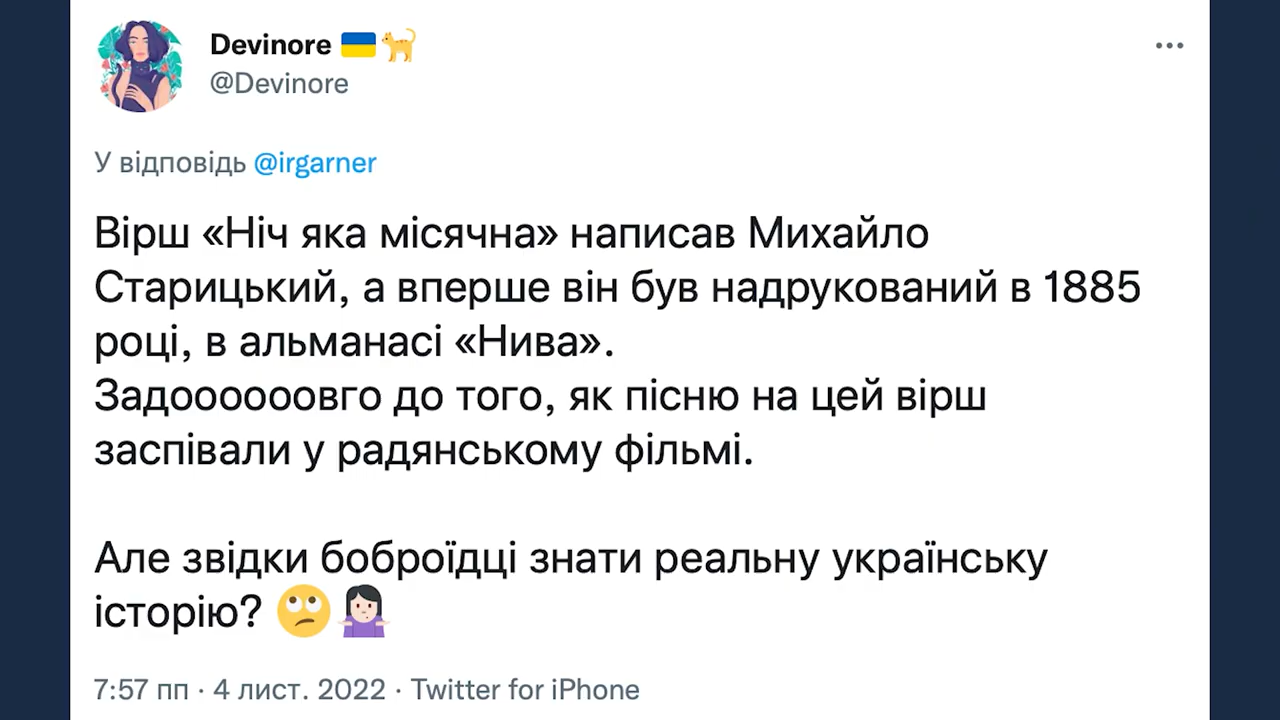 Devinore 🇺🇦🐈
@Devinore
У відповідь @irgarner
Вірш «Ніч яка місячна» написав Михайло
Старицький, а вперше він був надрукований в 1885
році, в альманасі «Нива».
Задоооооовго до того, як пісню на цей вірш
заспівали у радянському фільмі.
Але звідки боброїдці знати реальну українську
історію? 🙄🤷🏻‍♀️
7:57 пп · 4 лист. 2022 · Twitter for iPhone